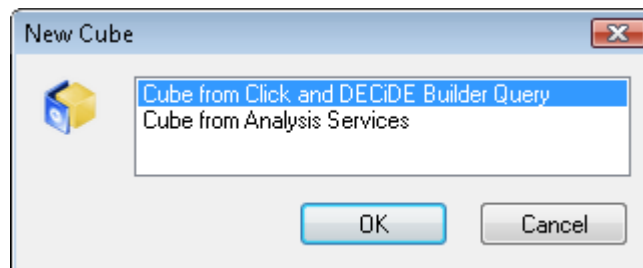 New Cube
Cube from Click and DECiDE Builder Query
Cube from Analysis Services
OK
Cancel